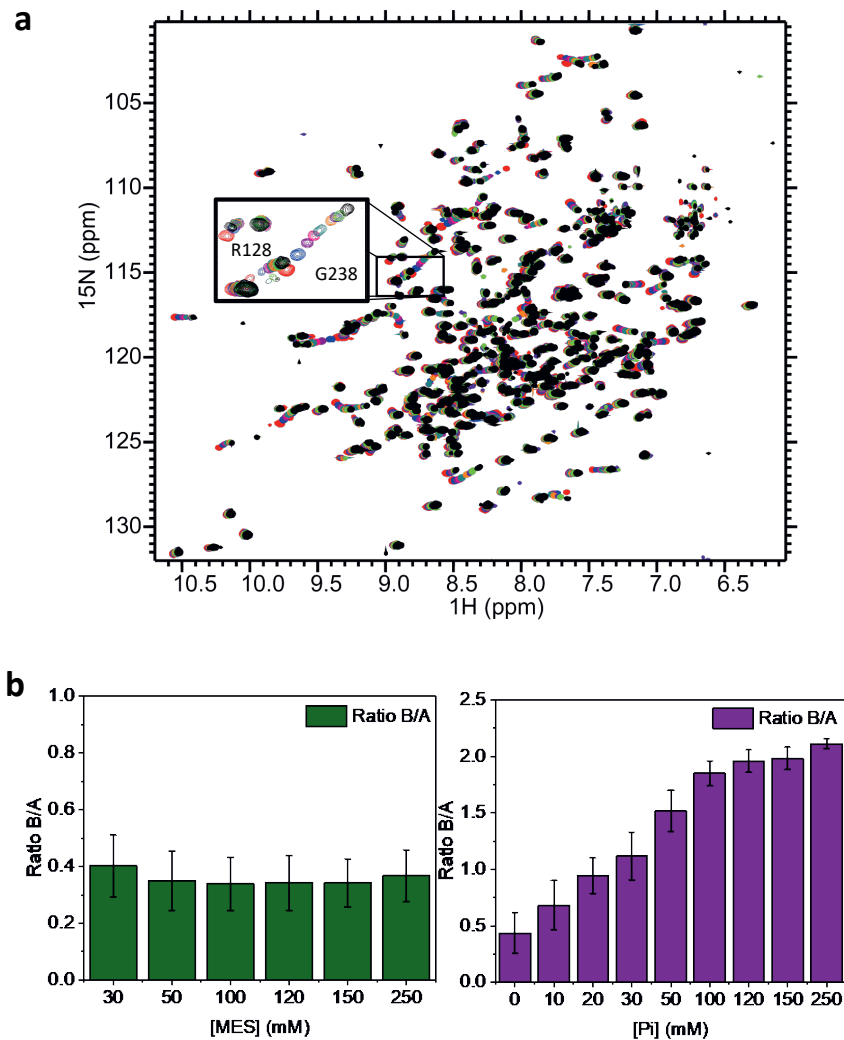 a
105
110
115
120
125
130
15N (ppm)
R128
G238
10.5 10.0 9.5 9.0 8.5 8.0 7.5 7.0 6.5
1H (ppm)
b
1.0
0.8
0.6
0.4
0.2
0.0
Ratio B/A
Ratio B/A
30 50 100 120 150 250
[MES] (mM)
2.5
2.0
1.5
1.0
0.5
0.0
Ratio B/A
Ratio B/A
0 10 20 30 50 100 120 150 250
[Pi] (mM)